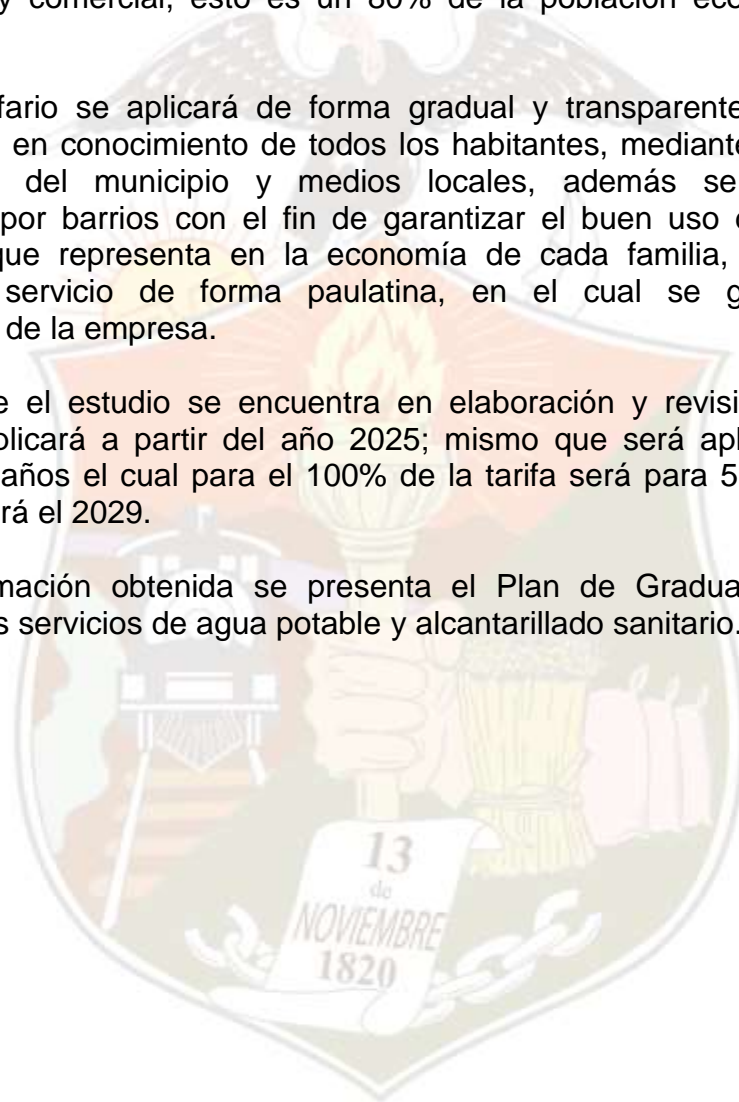 y comercial, esto es un 80% de la población eco
fario se aplicará de forma gradual y transparente
en conocimiento de todos los habitantes, mediante
del municipio y medios locales, además se
por barrios con el fin de garantizar el buen uso
que representa en la economía de cada familia,
servicio de forma paulatina, en el cual se g
de la empresa.
e el estudio se encuentra en elaboración y revisi
olicará a partir del año 2025; mismo que será apl
años el cual para el 100% de la tarifa será para 5
rá el 2029.
mación obtenida se presenta el Plan de Gradua
s servicios de agua potable y alcantarillado sanitario.
13
de
NOVIEMBRE
1820